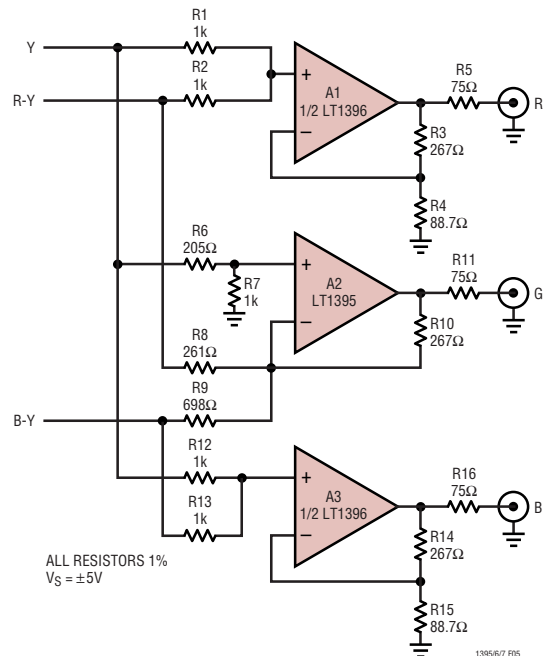 Y
R1
1k
R2
1k
R-Y
+
A1
1/2 LT1396
–
R5
75Ω
R
R3
267Ω
R4
88.7Ω
R6
205Ω
R7
1k
+
A2
LT1395
–
R11
75Ω
G
R10
267Ω
R8
261Ω
R9
698Ω
B-Y
R12
1k
R13
1k
+
A3
1/2 LT1396
–
R16
75Ω
B
R14
267Ω
R15
88.7Ω
ALL RESISTORS 1%
VS = ±5V
1395/6/7 F05